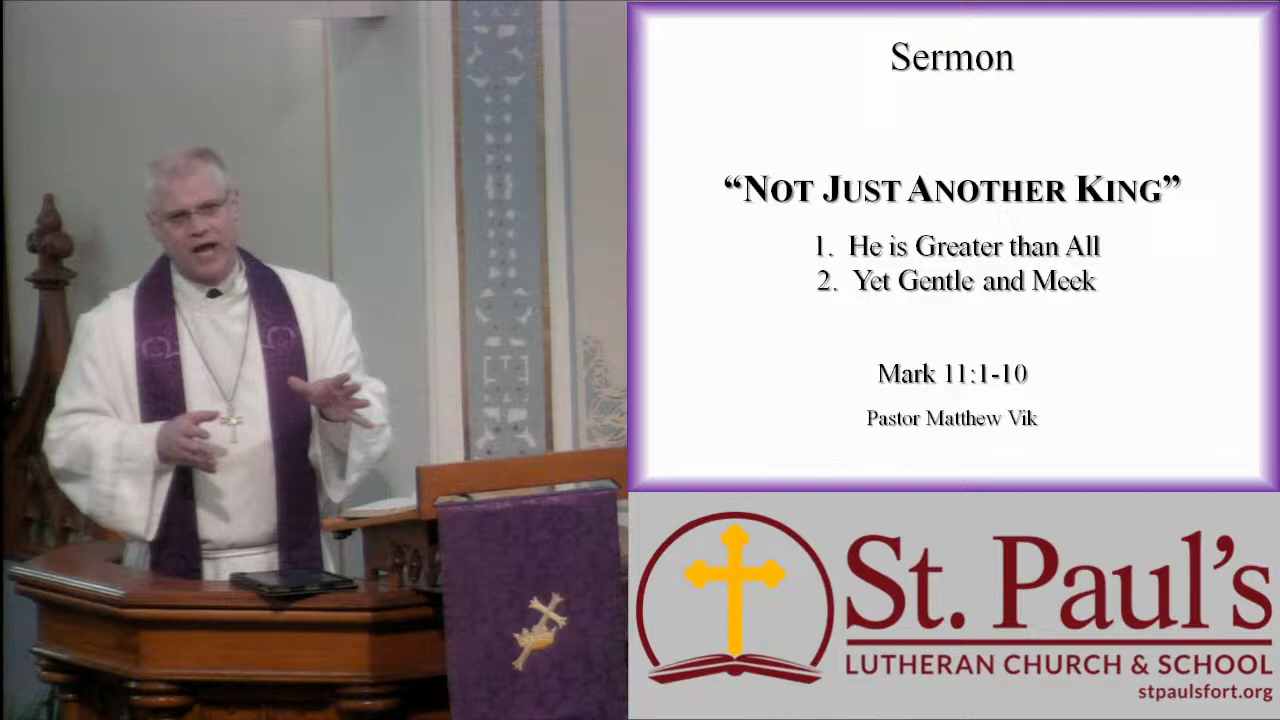 Sermon
“NOT JUST ANOTHER KING”
1. He is Greater than All
2. Yet Gentle and Meek
Mark 11:1-10
Pastor Matthew Vik
St. Paul’s
LUTHERAN CHURCH & SCHOOL
stpaulsfort.org